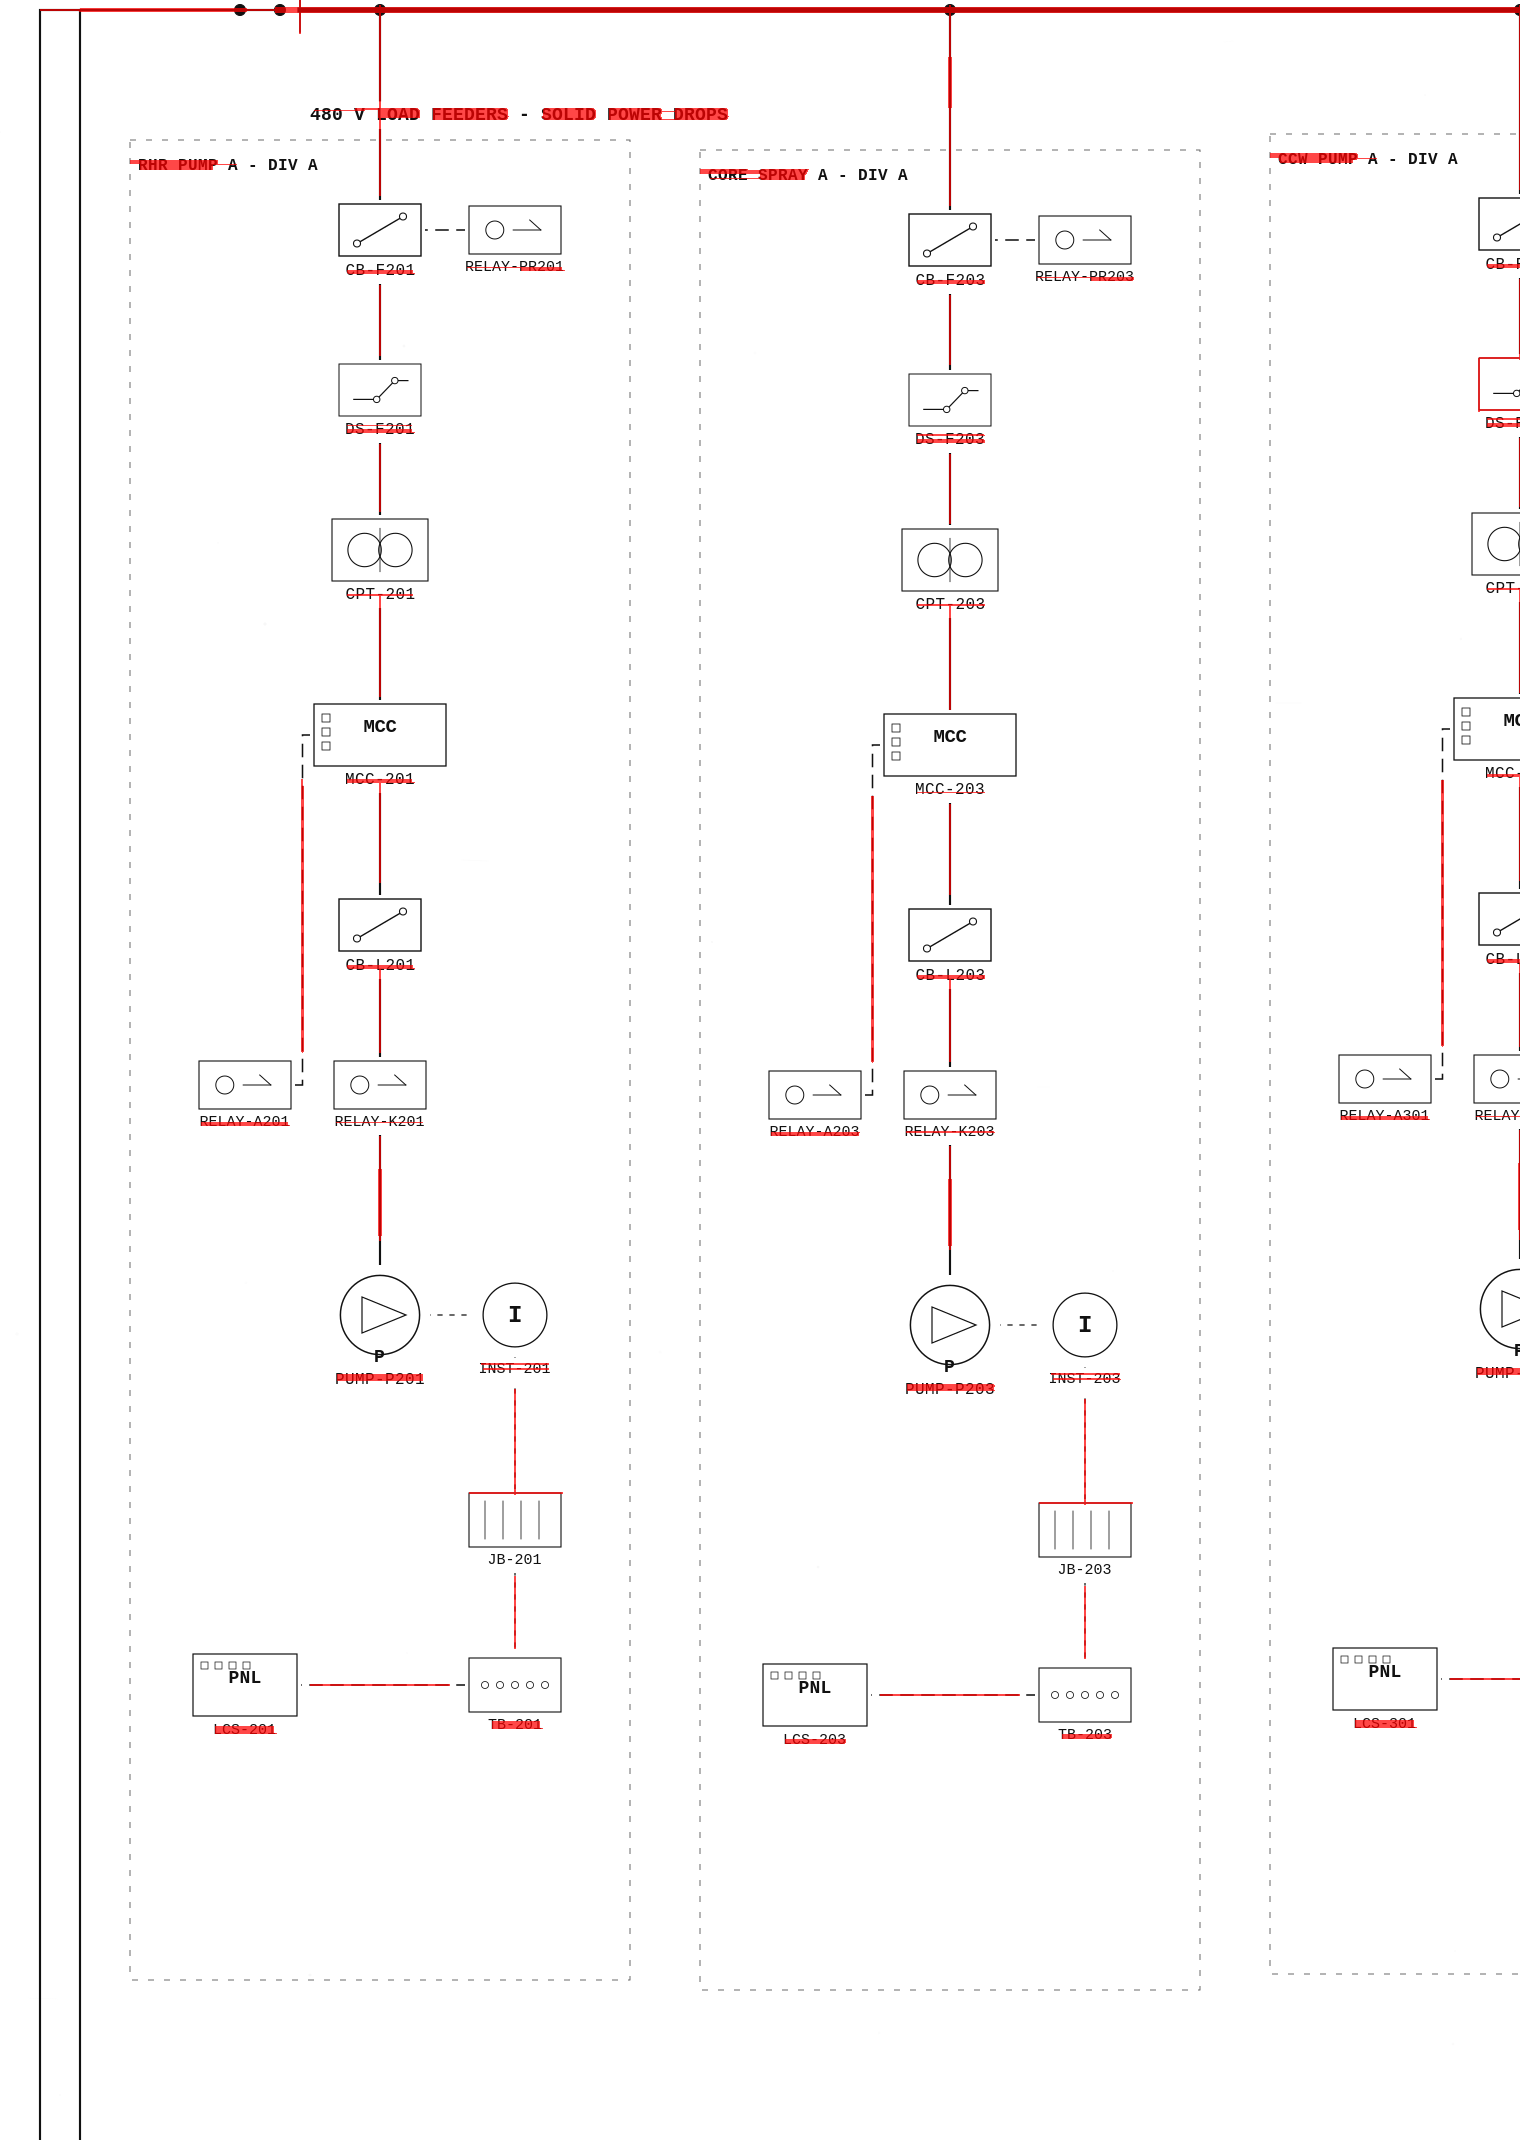 480 V LOAD FEEDERS - SOLID POWER DROPS
RHR PUMP A - DIV A
CB-F201
RELAY-PR201
DS-F201
CPT-201
MCC
MCC-201
CB-L201
RELAY-A201
RELAY-K201
P
PUMP-P201
I
INST-201
JB-201
PNL
LCS-201
TB-201
CORE SPRAY A - DIV A
CB-F203
RELAY-PR203
DS-F203
CPT-203
MCC
MCC-203
CB-L203
RELAY-A203
RELAY-K203
P
PUMP-P203
I
INST-203
JB-203
PNL
LCS-203
TB-203
CCW PUMP A - DIV A
RELAY-A301
PNL
LCS-301